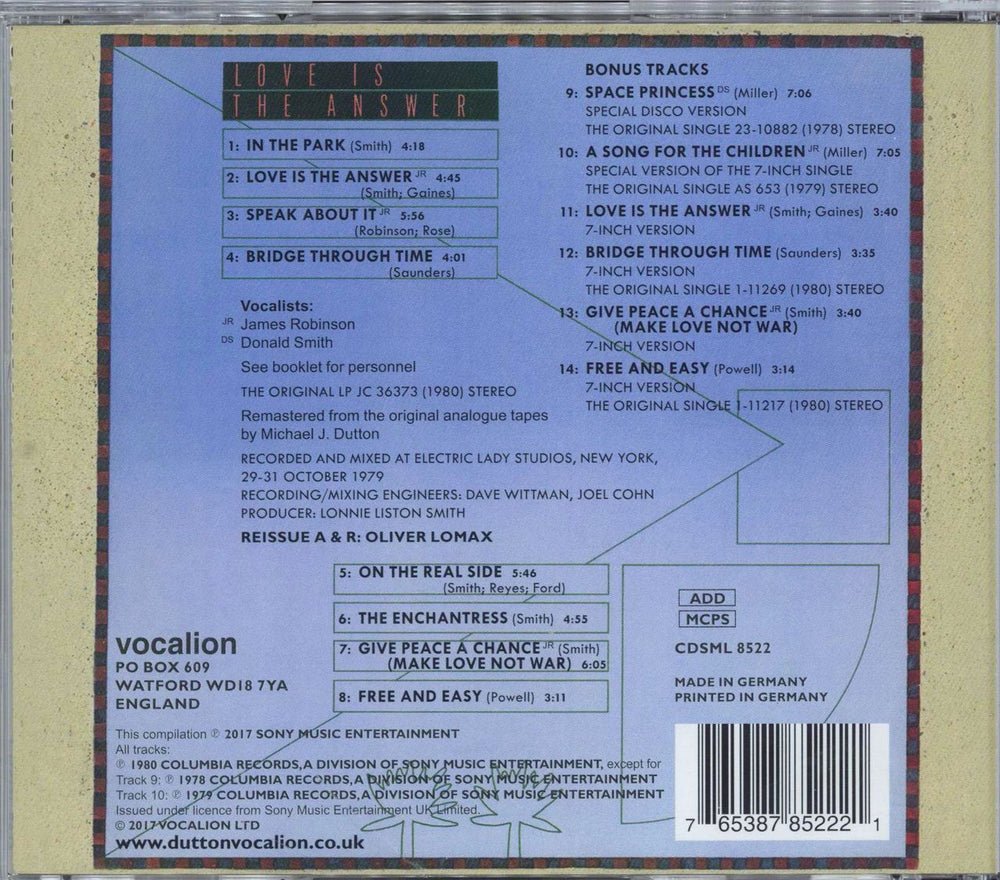 LOVE IS
THE ANSWER
1: IN THE PARK (Smith) 4:18
2: LOVE IS THE ANSWER JR 4:45
(Smith; Gaines)
3: SPEAK ABOUT IT JR 5:56
(Robinson; Rose)
4: BRIDGE THROUGH TIME 4:01
(Saunders)
Vocalists:
JR James Robinson
DS Donald Smith
See booklet for personnel
THE ORIGINAL LP JC 36373 (1980) STEREO
Remastered from the original analogue tapes
by Michael J. Dutton
RECORDED AND MIXED AT ELECTRIC LADY STUDIOS, NEW YORK,
29-31 OCTOBER 1979
RECORDING/MIXING ENGINEERS: DAVE WITTMAN, JOEL COHN
PRODUCER: LONNIE LISTON SMITH
REISSUE A & R: OLIVER LOMAX
BONUS TRACKS
9: SPACE PRINCESS DS (Miller) 7:06
SPECIAL DISCO VERSION
THE ORIGINAL SINGLE 23-10882 (1978) STEREO
10: A SONG FOR THE CHILDREN JR (Miller) 7:05
SPECIAL VERSION OF THE 7-INCH SINGLE
THE ORIGINAL SINGLE AS 653 (1979) STEREO
11: LOVE IS THE ANSWER JR (Smith; Gaines) 3:40
7-INCH VERSION
12: BRIDGE THROUGH TIME (Saunders) 3:35
7-INCH VERSION
THE ORIGINAL SINGLE 1-11269 (1980) STEREO
13: GIVE PEACE A CHANCE JR (Smith) 3:40
(MAKE LOVE NOT WAR)
7-INCH VERSION
14: FREE AND EASY (Powell) 3:14
7-INCH VERSION
THE ORIGINAL SINGLE 1-11217 (1980) STEREO
5: ON THE REAL SIDE 5:46
(Smith; Reyes; Ford)
6: THE ENCHANTRESS (Smith) 4:55
7: GIVE PEACE A CHANCE JR (Smith)
(MAKE LOVE NOT WAR) 6:05
8: FREE AND EASY (Powell) 3:11
vocalion
PO BOX 609
WATFORD WD18 7YA
ENGLAND
This compilation ℗ 2017 SONY MUSIC ENTERTAINMENT
All tracks:
℗ 1980 COLUMBIA RECORDS, A DIVISION OF SONY MUSIC ENTERTAINMENT, except for
Track 9: ℗ 1978 COLUMBIA RECORDS, A DIVISION OF SONY MUSIC ENTERTAINMENT
Track 10: ℗ 1979 COLUMBIA RECORDS, A DIVISION OF SONY MUSIC ENTERTAINMENT
Issued under licence from Sony Music Entertainment UK Limited.
© 2017 VOCALION LTD
www.duttonvocalion.co.uk
ADD
MCPS
CDSML 8522
MADE IN GERMANY
PRINTED IN GERMANY
7 65387 85222 1